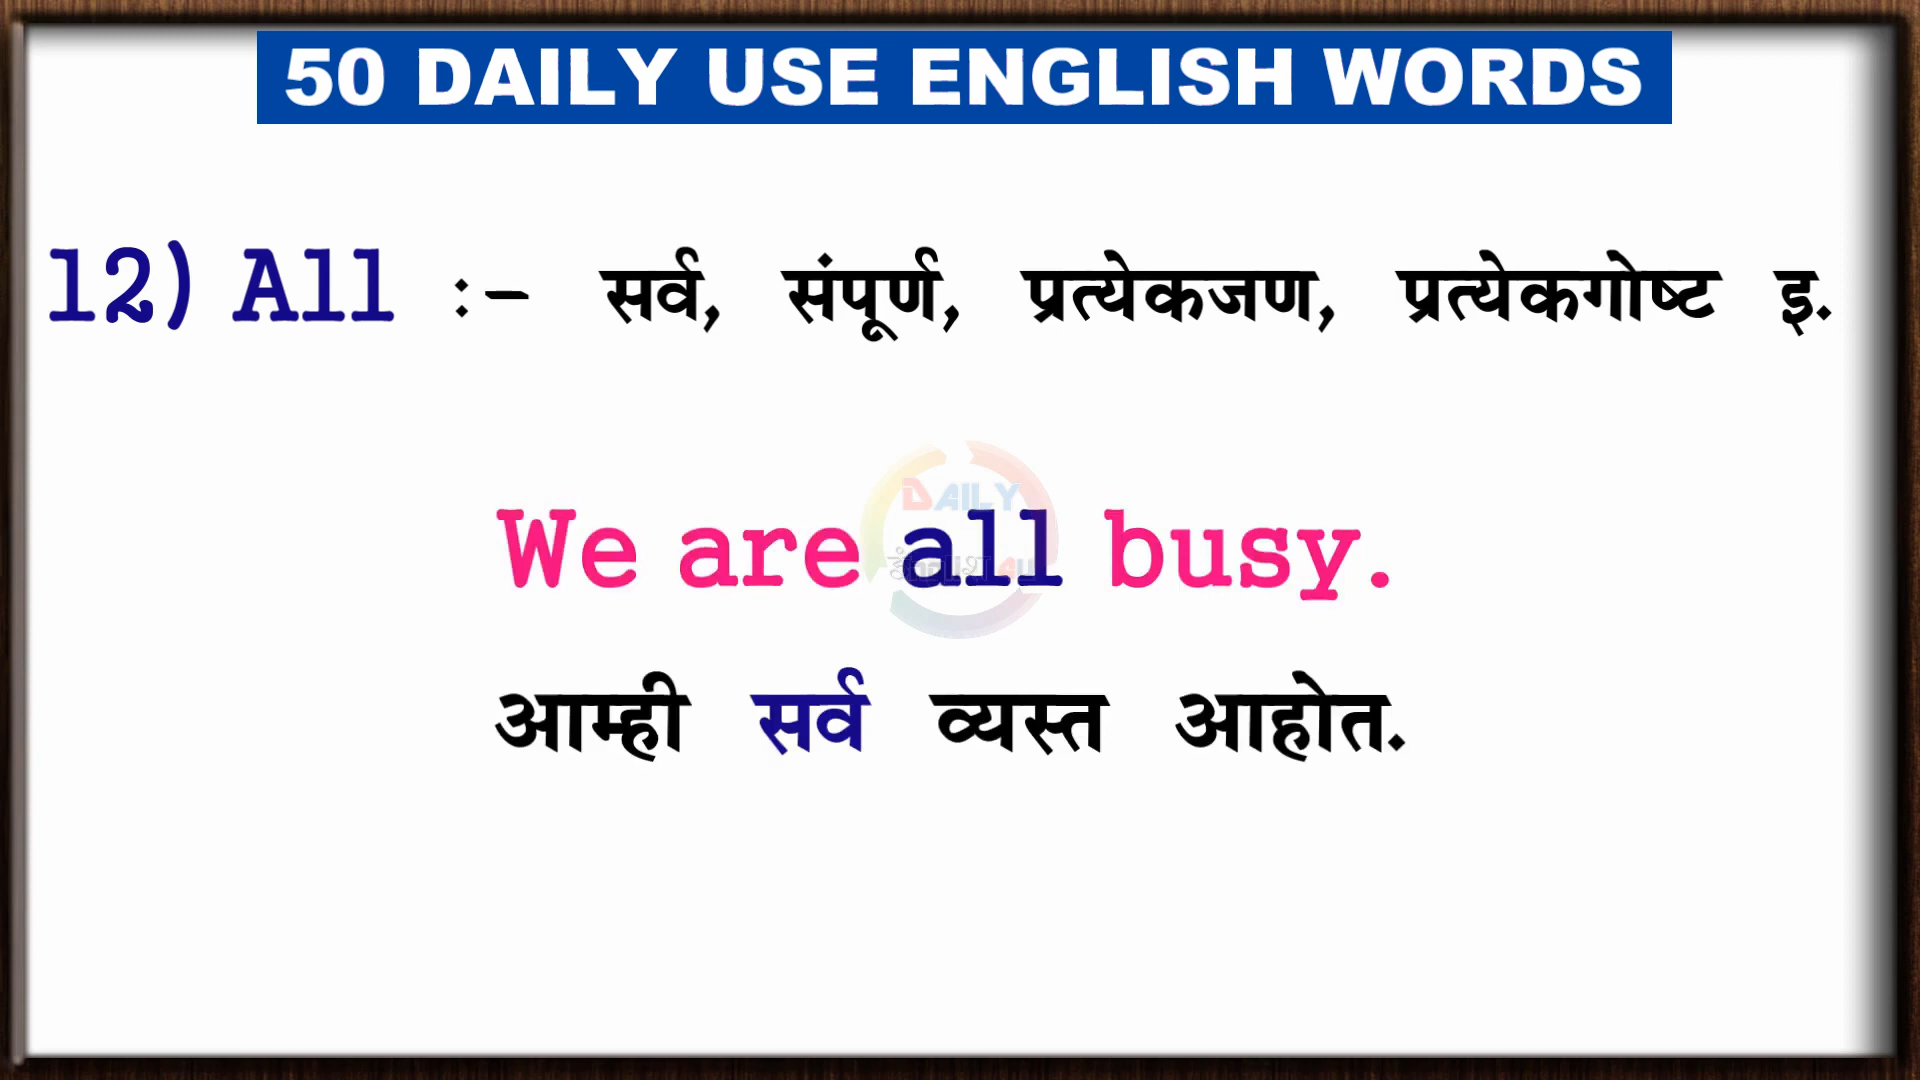 50 DAILY USE ENGLISH WORDS
12) All :- सर्व, संपूर्ण, प्रत्येकजण, प्रत्येकगोष्ट इ.
DAILY
We are all busy.
आम्ही सर्व व्यस्त आहोत.